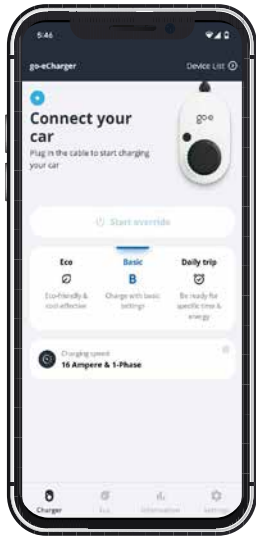 5:46
go-eCharger
Device List
Connect your
car
Plug in the cable to start charging
your car
go-e
Start override
Eco
Basic
Daily trip
B
Eco-friendly &
cost-effective
Charge with basic
settings
Be ready for
specific time &
energy
Charging speed
16 Ampere & 1-Phase
Charger
Eco
Information
Settings